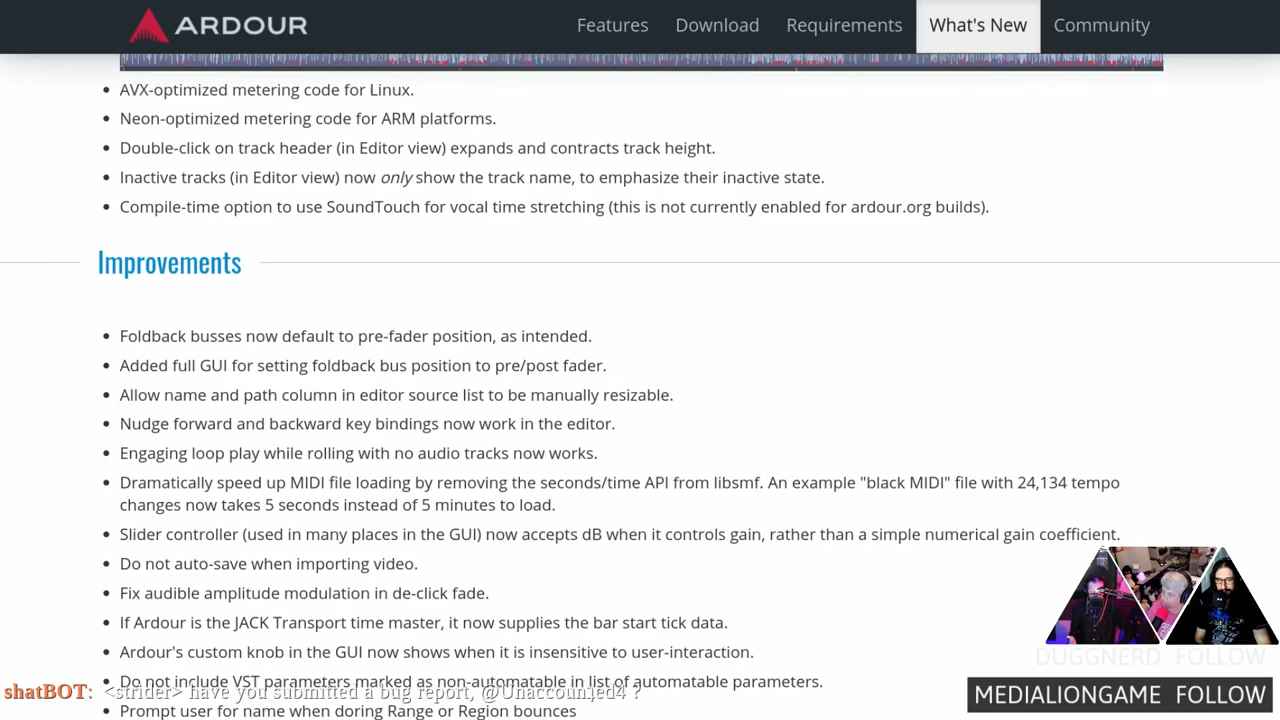 ARDOUR
Features Download Requirements What's New Community
AVX-optimized metering code for Linux.
Neon-optimized metering code for ARM platforms.
Double-click on track header (in Editor view) expands and contracts track height.
Inactive tracks (in Editor view) now only show the track name, to emphasize their inactive state.
Compile-time option to use SoundTouch for vocal time stretching (this is not currently enabled for ardour.org builds).
Improvements
Foldback busses now default to pre-fader position, as intended.
Added full GUI for setting foldback bus position to pre/post fader.
Allow name and path column in editor source list to be manually resizable.
Nudge forward and backward key bindings now work in the editor.
Engaging loop play while rolling with no audio tracks now works.
Dramatically speed up MIDI file loading by removing the seconds/time API from libsmf. An example "black MIDI" file with 24,134 tempo
changes now takes 5 seconds instead of 5 minutes to load.
Slider controller (used in many places in the GUI) now accepts dB when it controls gain, rather than a simple numerical gain coefficient.
Do not auto-save when importing video.
Fix audible amplitude modulation in de-click fade.
If Ardour is the JACK Transport time master, it now supplies the bar start tick data.
Ardour's custom knob in the GUI now shows when it is insensitive to user-interaction.
DUGGNERD FOLLOW
Do not include VST parameters marked as non-automatable in list of automatable parameters.
shatBOT: <strider> have you submitted a bug report, @Unaccoun,ed4 ?
MEDIALIONGAME FOLLOW
Prompt user for name when doring Range or Region bounces